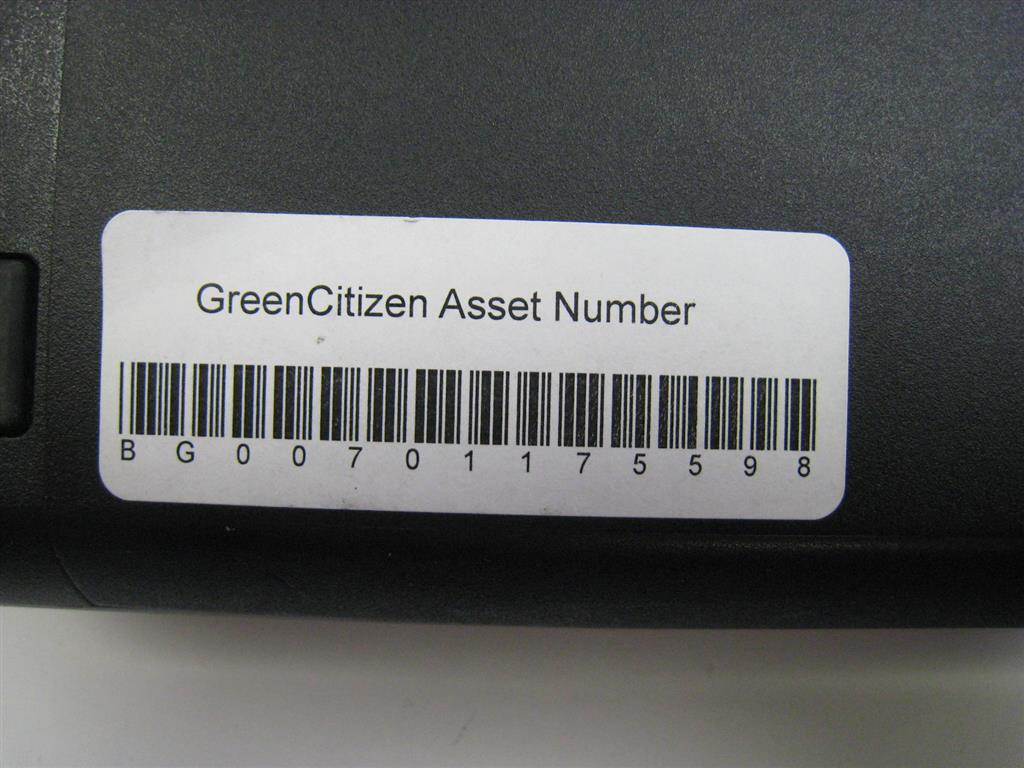 GreenCitizen Asset Number
B G 0 0 7 0 1 1 7 5 5 9 8